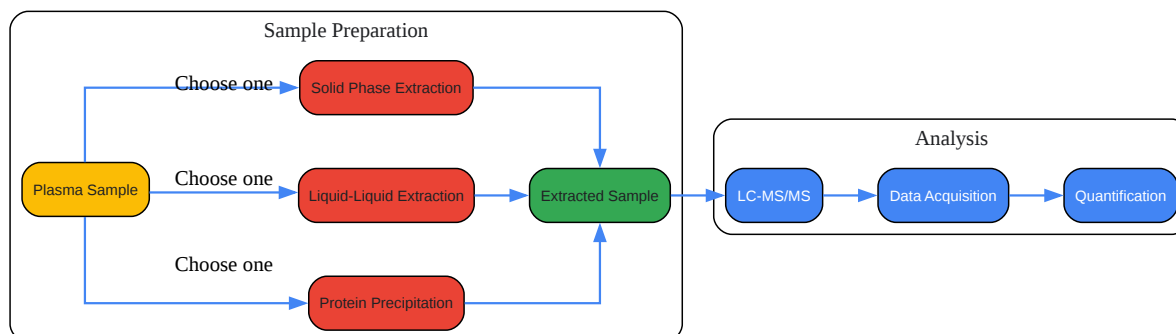 Sample Preparation
Choose one
Solid Phase Extraction
Plasma Sample
Choose one
Liquid-Liquid Extraction
Extracted Sample
Choose one
Protein Precipitation
Analysis
LC-MS/MS
Data Acquisition
Quantification